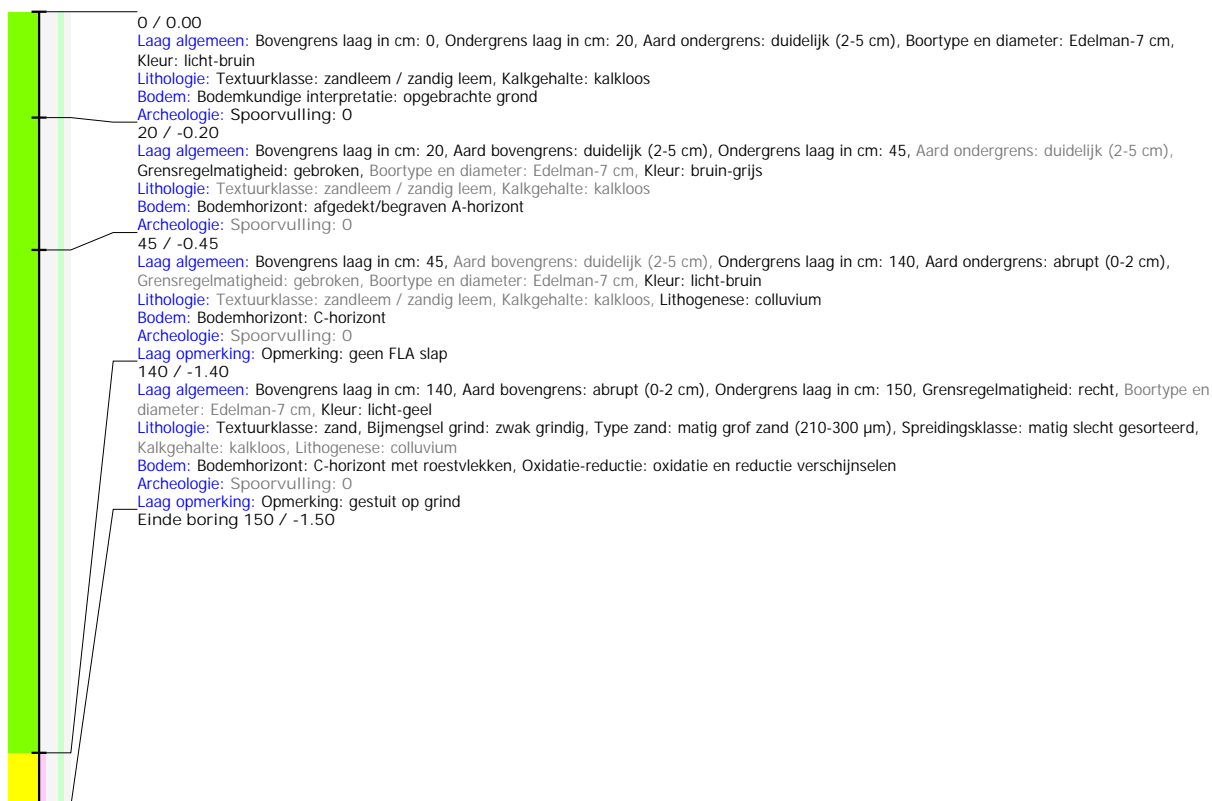 0 / 0.00
Laag algemeen: Bovengrens laag in cm: 0, Ondergrens laag in cm: 20, Aard ondergrens: duidelijk (2-5 cm), Boortype en diameter: Edelman-7 cm,
Kleur: licht-bruin
Lithologie: Textuurklasse: zandleem / zandig leem, Kalkgehalte: kalkloos
Bodem: Bodemkundige interpretatie: opgebrachte grond
Archeologie: Spoorvulling: 0
20 / -0.20
Laag algemeen: Bovengrens laag in cm: 20, Aard bovengrens: duidelijk (2-5 cm), Ondergrens laag in cm: 45, Aard ondergrens: duidelijk (2-5 cm),
Grensregelmatigheid: gebroken, Boortype en diameter: Edelman-7 cm, Kleur: bruin-grijs
Lithologie: Textuurklasse: zandleem / zandig leem, Kalkgehalte: kalkloos
Bodem: Bodemhorizont: afgedekt/begraven A-horizont
Archeologie: Spoorvulling: 0
45 / -0.45
Laag algemeen: Bovengrens laag in cm: 45, Aard bovengrens: duidelijk (2-5 cm), Ondergrens laag in cm: 140, Aard ondergrens: abrupt (0-2 cm),
Grensregelmatigheid: gebroken, Boortype en diameter: Edelman-7 cm, Kleur: licht-bruin
Lithologie: Textuurklasse: zandleem / zandig leem, Kalkgehalte: kalkloos, Lithogenese: colluvium
Bodem: Bodemhorizont: C-horizont
Archeologie: Spoorvulling: 0
Laag opmerking: Opmerking: geen FLA slap
140 / -1.40
Laag algemeen: Bovengrens laag in cm: 140, Aard bovengrens: abrupt (0-2 cm), Ondergrens laag in cm: 150, Grensregelmatigheid: recht, Boortype en
diameter: Edelman-7 cm, Kleur: licht-geel
Lithologie: Textuurklasse: zand, Bijmengsel grind: zwak grindig, Type zand: matig grof zand (210-300 µm), Spreidingsklasse: matig slecht gesorteerd,
Kalkgehalte: kalkloos, Lithogenese: colluvium
Bodem: Bodemhorizont: C-horizont met roestvlekken, Oxidatie-reductie: oxidatie en reductie verschijnselen
Archeologie: Spoorvulling: 0
Laag opmerking: Opmerking: gestuit op grind
Einde boring 150 / -1.50